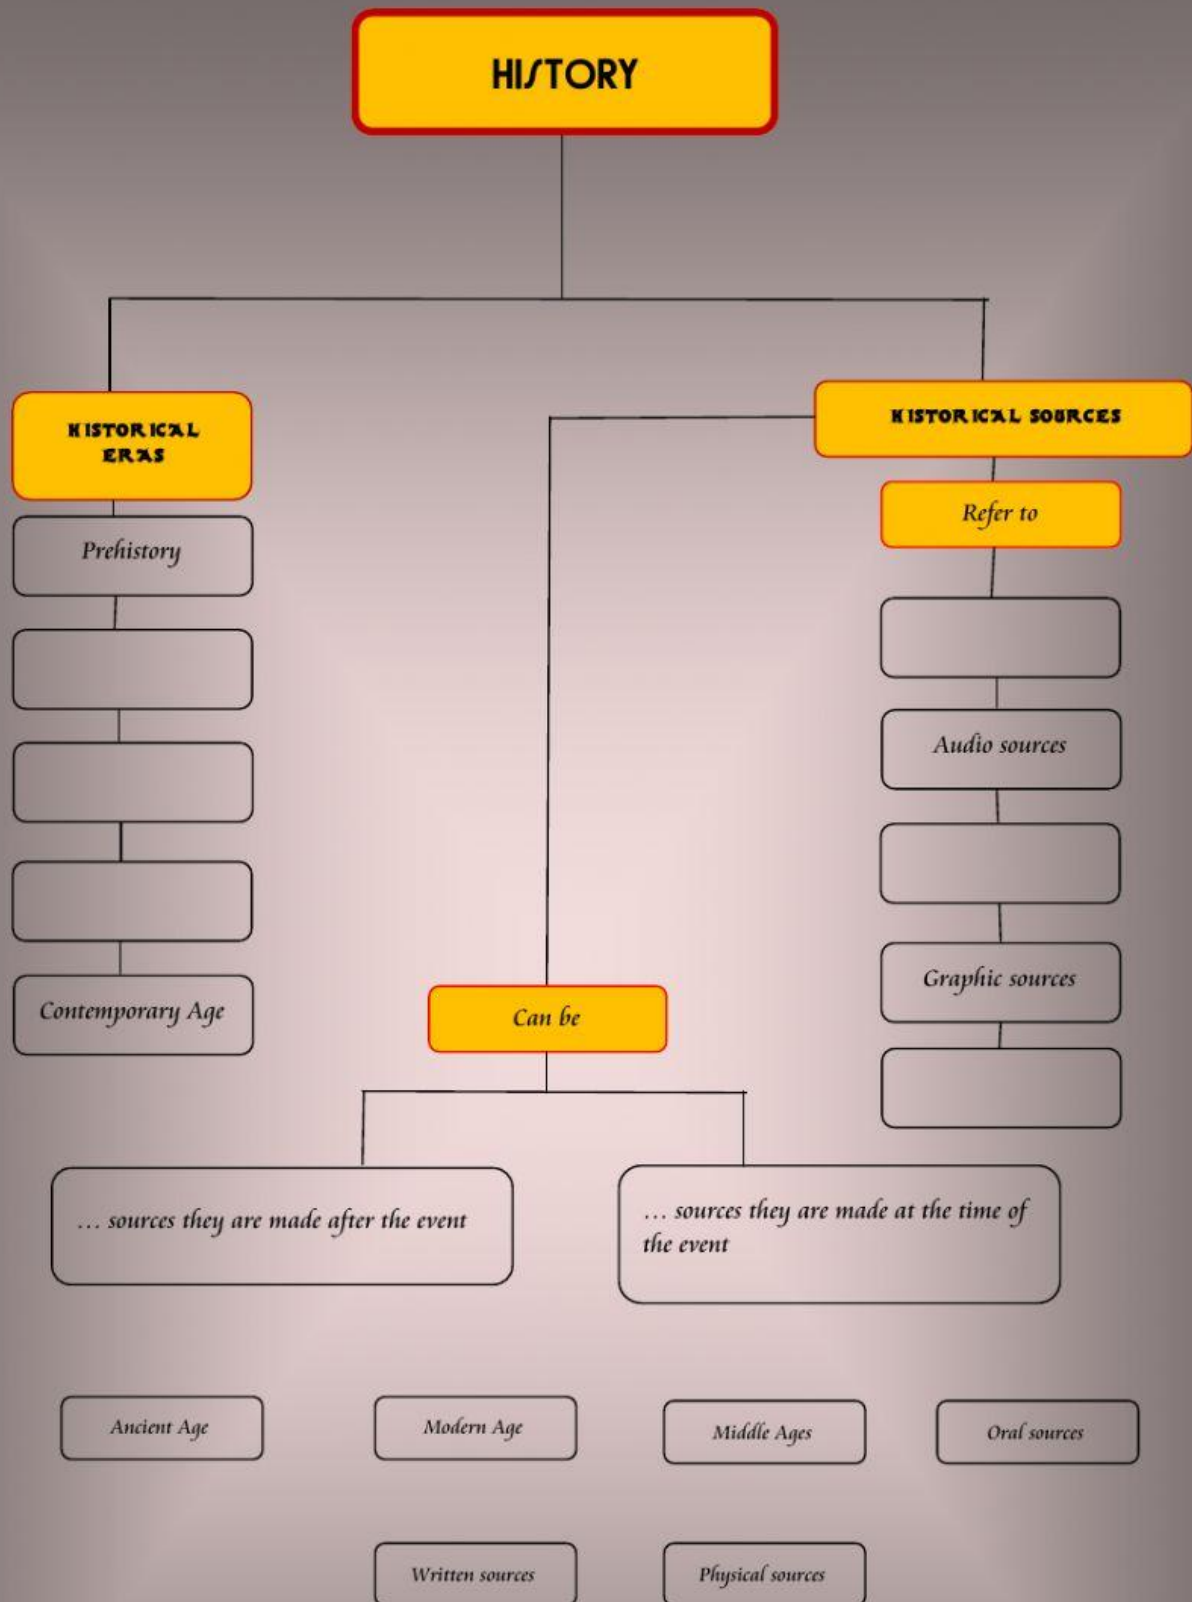 HISTORY
HISTORICAL
ERAS
HISTORICAL SOURCES
Refer to
Prehistory
Audio sources
Graphic sources
Contemporary Age
Can be
... sources they are made after the event
... sources they are made at the time of
the event
Ancient Age
Modern Age
Middle Ages
Oral sources
Written sources
Physical sources